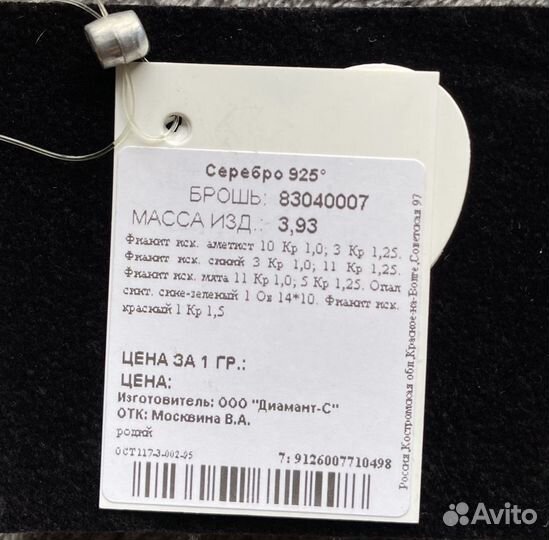 Серебро 925°
БРОШЬ: 83040007
МАССА ИЗД.: 3,93
Фианит иск. аметист 10 Кр 1,0; 3 Кр 1,25.
Фианит иск. синий 3 Кр 1,0; 11 Кр 1,25.
Фианит иск. мята 11 Кр 1,0; 5 Кр 1,25. Опал
синт. сине-зеленый 1 Ов 14*10. Фианит иск.
красный 1 Кр 1,5
ЦЕНА ЗА 1 ГР.:
ЦЕНА:
Изготовитель: ООО "Диамант-С"
ОТК: Москвина В.А.
родий
ОСТ117-3-002-95
7: 9126007710498
Россия,Костромская обл,Красное-на-Волге,Советская 97
Avito